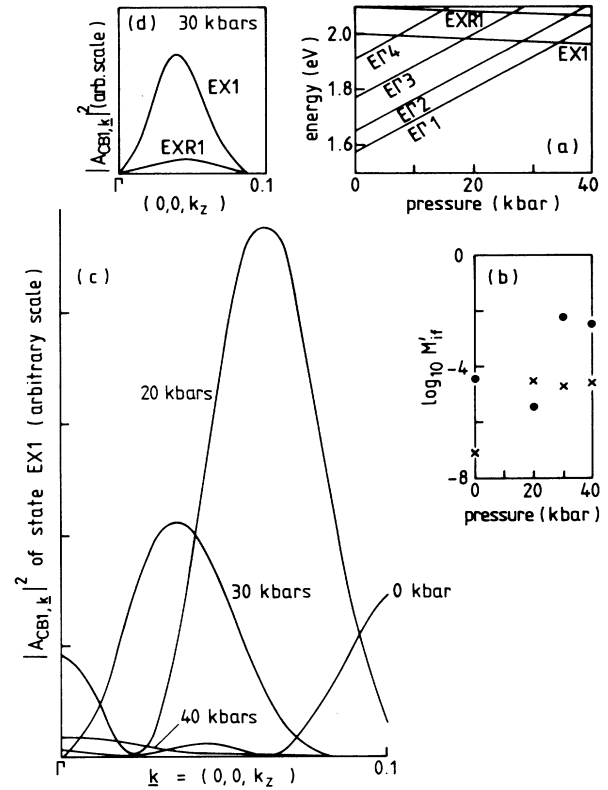 (d) 30 kbars
|A_CB1,k|² (arb.scale)
EX1
EXR1
Γ 0.1
(0,0,k_z)
energy (eV)
2.0
1.8
1.6
EΓ4
EXR1
EΓ3
EX1
EΓ2
EΓ1
(a)
0 20 40
pressure (kbar)
(c)
|A_CB1,k|² of state EX1 (arbitrary scale)
20 kbars
30 kbars
0 kbar
40 kbars
Γ 0.1
k = (0,0,k_z)
(b)
log₁₀ M'_if
0
-4
-8
0 20 40
pressure (kbar)